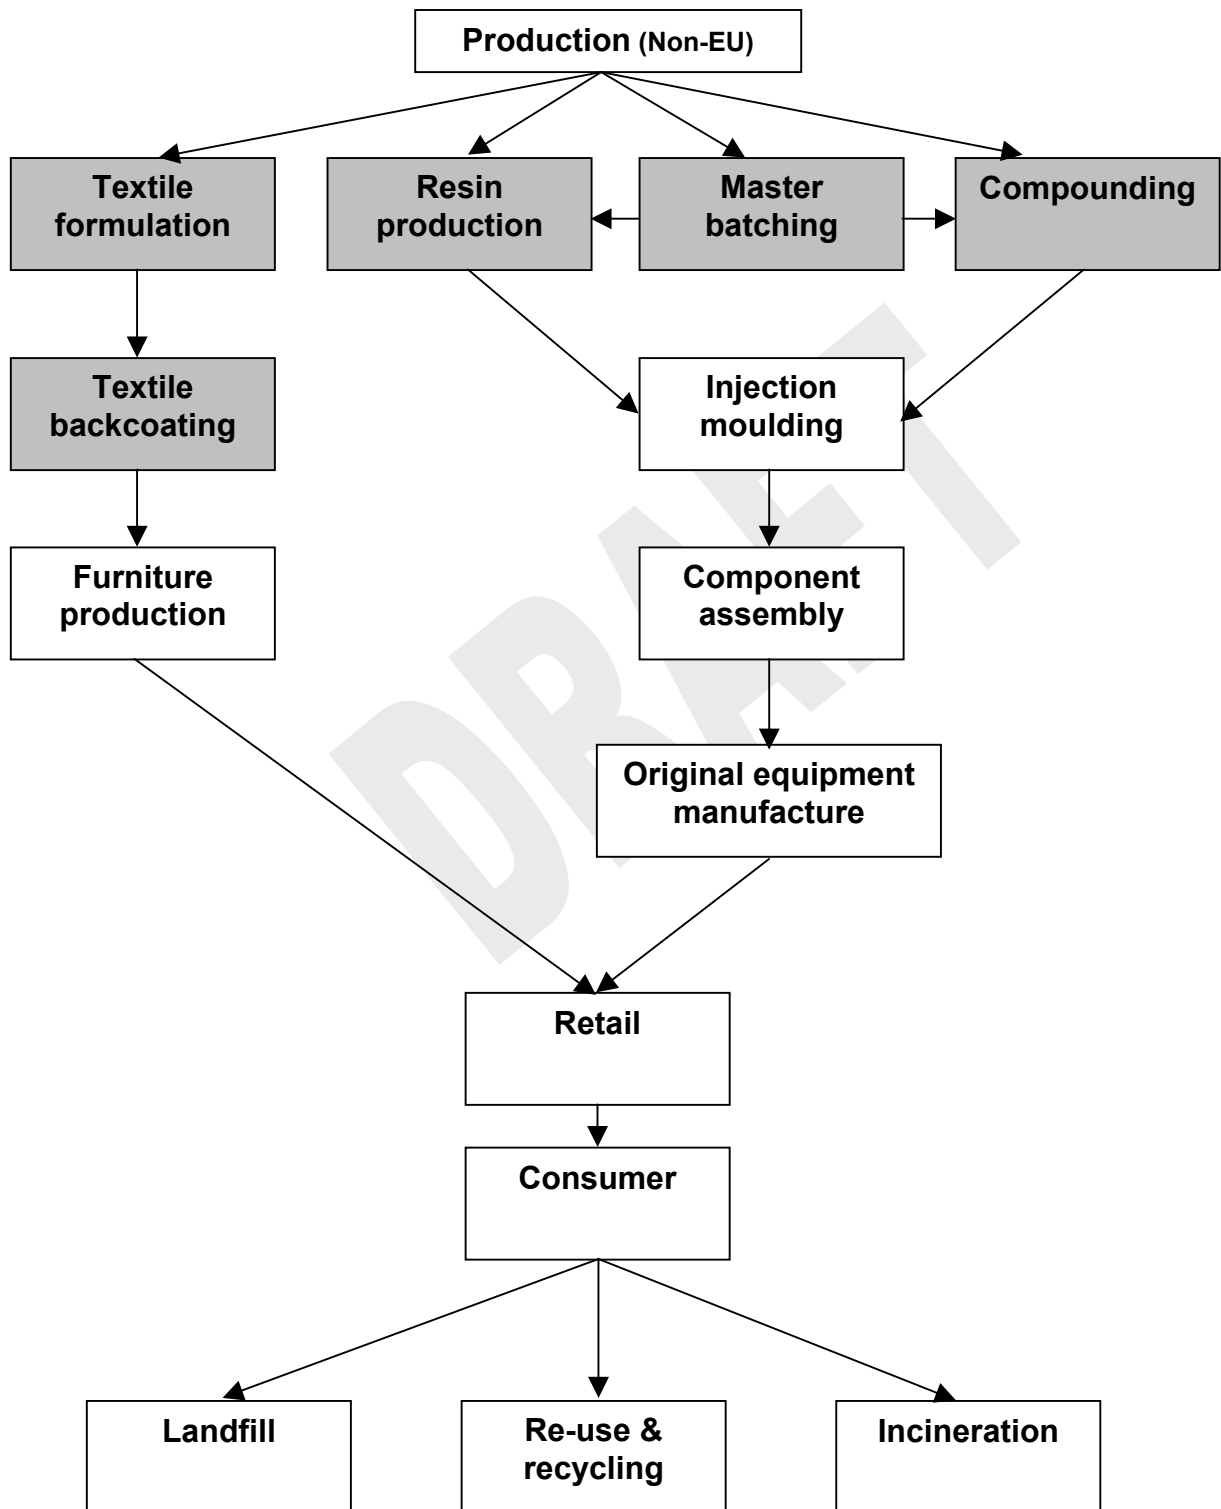 Production (Non-EU)
Textile
formulation
Resin
production
Master
batching
Compounding
Textile
backcoating
Injection
moulding
Furniture
production
Component
assembly
Original equipment
manufacture
Retail
Consumer
Landfill
Re-use &
recycling
Incineration
DRAFT